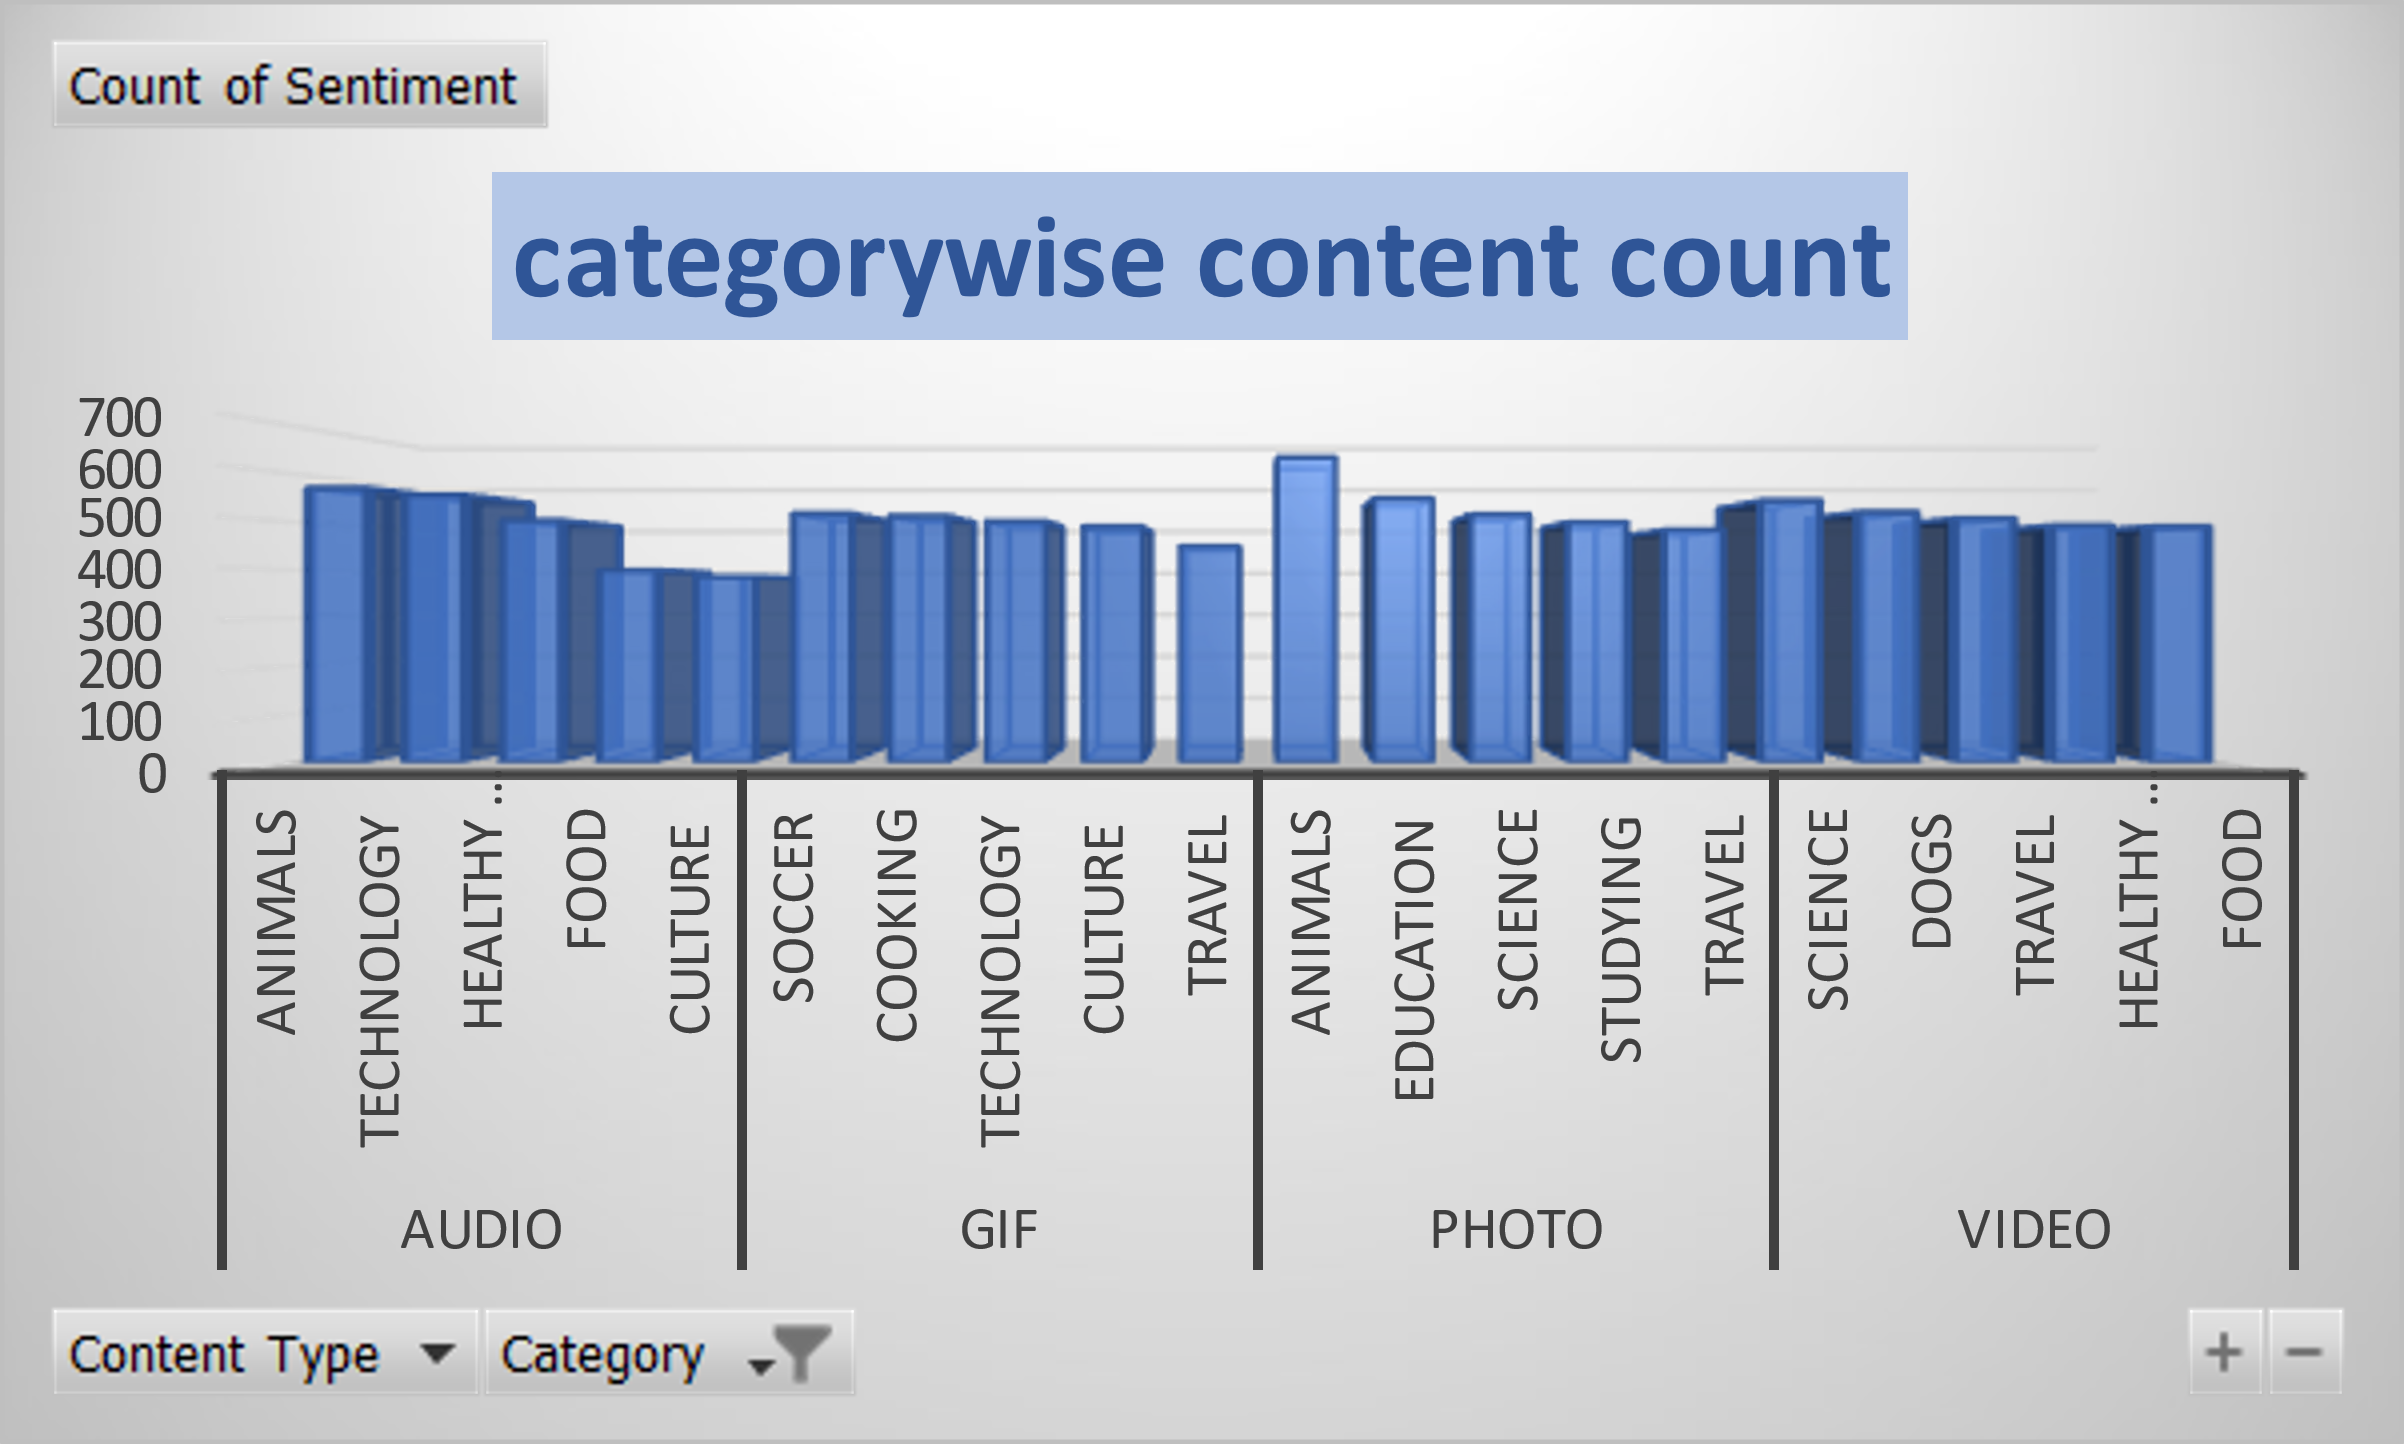 Count of Sentiment
categorywise content count
700
600
500
400
300
200
100
0
ANIMALS
TECHNOLOGY
HEALTHY ..
FOOD
CULTURE
SOCCER
COOKING
TECHNOLOGY
CULTURE
TRAVEL
ANIMALS
EDUCATION
SCIENCE
STUDYING
TRAVEL
SCIENCE
DOGS
TRAVEL
HEALTHY ..
FOOD
AUDIO GIF PHOTO VIDEO
Content Type Category + −